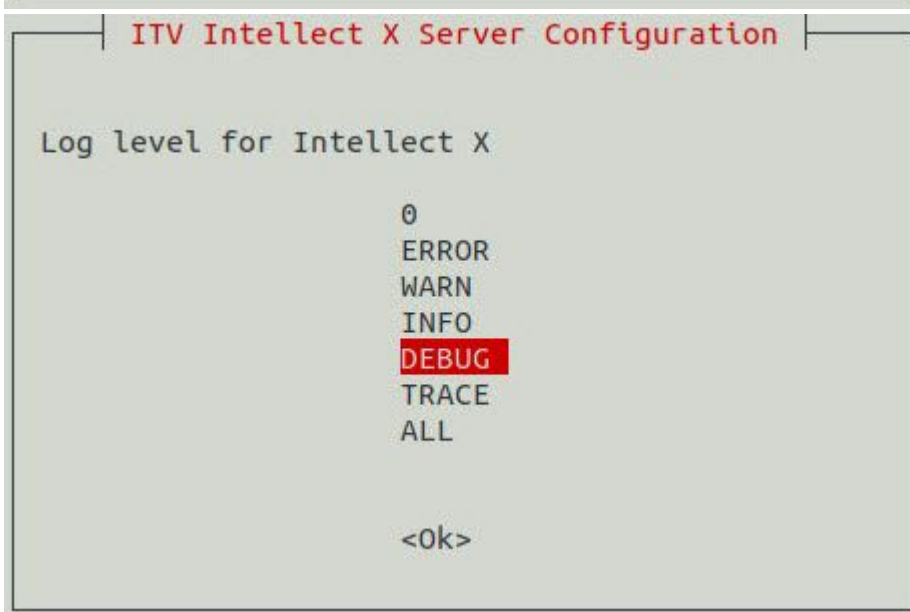 ITV Intellect X Server Configuration
Log level for Intellect X
0
ERROR
WARN
INFO
DEBUG
TRACE
ALL
<Ok>